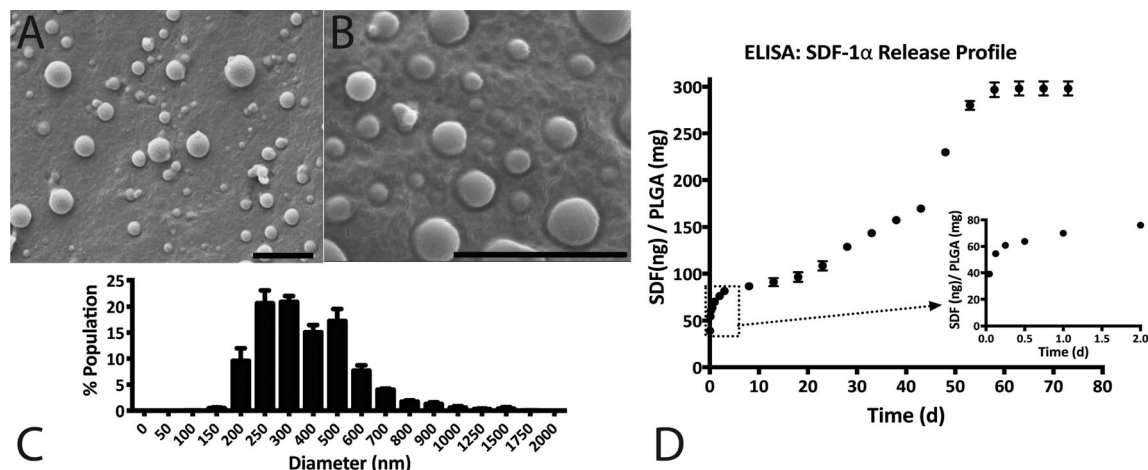 A
B
ELISA: SDF-1α Release Profile
SDF(ng) / PLGA (mg)
300
250
200
150
100
50
0
0 10 20 30 40 50 60 70 80
Time (d)
SDF (ng)/ PLGA (mg)
80
60
40
20
0
0.0 0.5 1.0 1.5 2.0
Time (d)
D
% Population
25
20
15
10
5
0
0 50 100 150 200 250 300 400 500 600 700 800 900 1000 1250 1500 1750 2000
Diameter (nm)
C